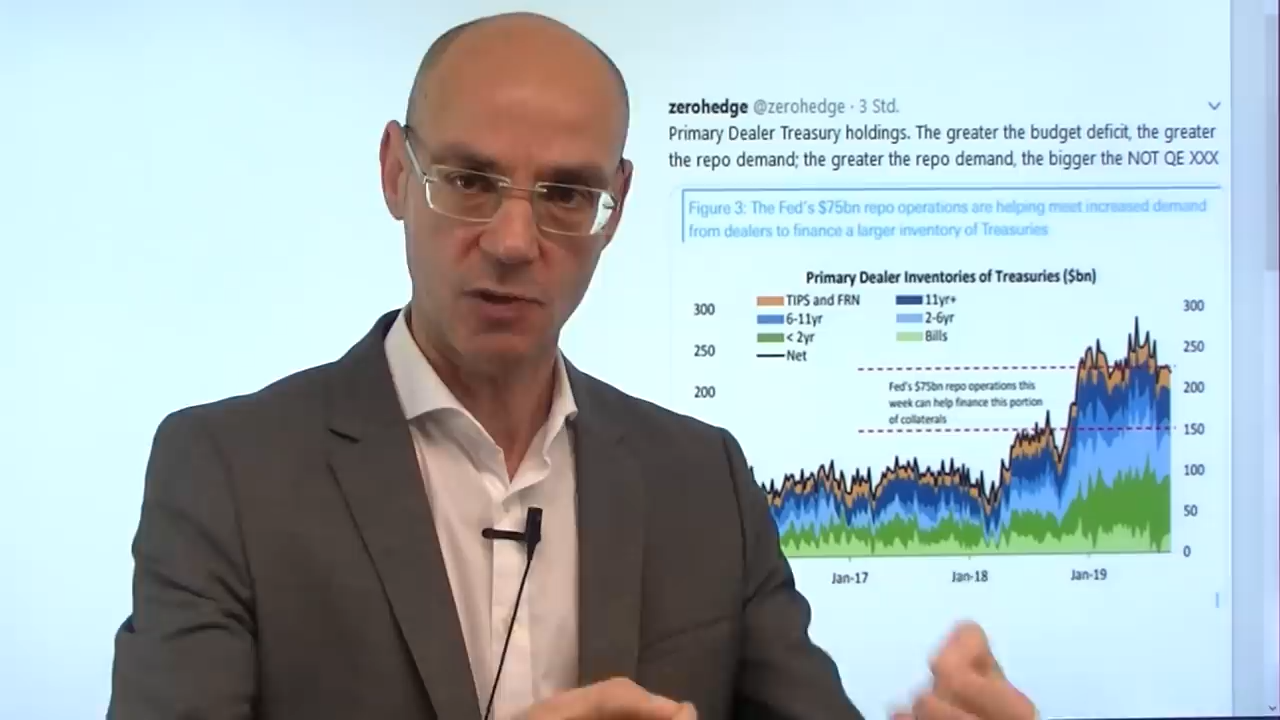 zerohedge @zerohedge · 3 Std.
Primary Dealer Treasury holdings. The greater the budget deficit, the greater
the repo demand; the greater the repo demand, the bigger the NOT QE XXX
Figure 3: The Fed's $75bn repo operations are helping meet increased demand
from dealers to finance a larger inventory of Treasuries
Primary Dealer Inventories of Treasuries ($bn)
TIPS and FRN 11yr+
6-11yr 2-6yr
< 2yr Bills
Net
300
250
200
Fed's $75bn repo operations this
week can help finance this portion
of collaterals
300
250
200
150
100
50
0
Jan-17 Jan-18 Jan-19